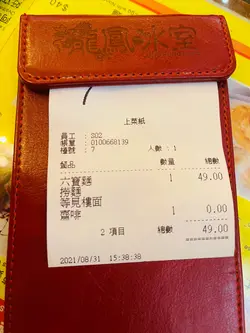 龍鳳冰室
上菜紙
員工 : 302
帳單 : 0100668139
檯號 : 7 人數 : 1
餐品 數量 總數
六寶麵 1 49.00
撈麵
等見樓面
齋啡 1 0.00
2 項目 總數 49.00
2021/08/31 15:38:38